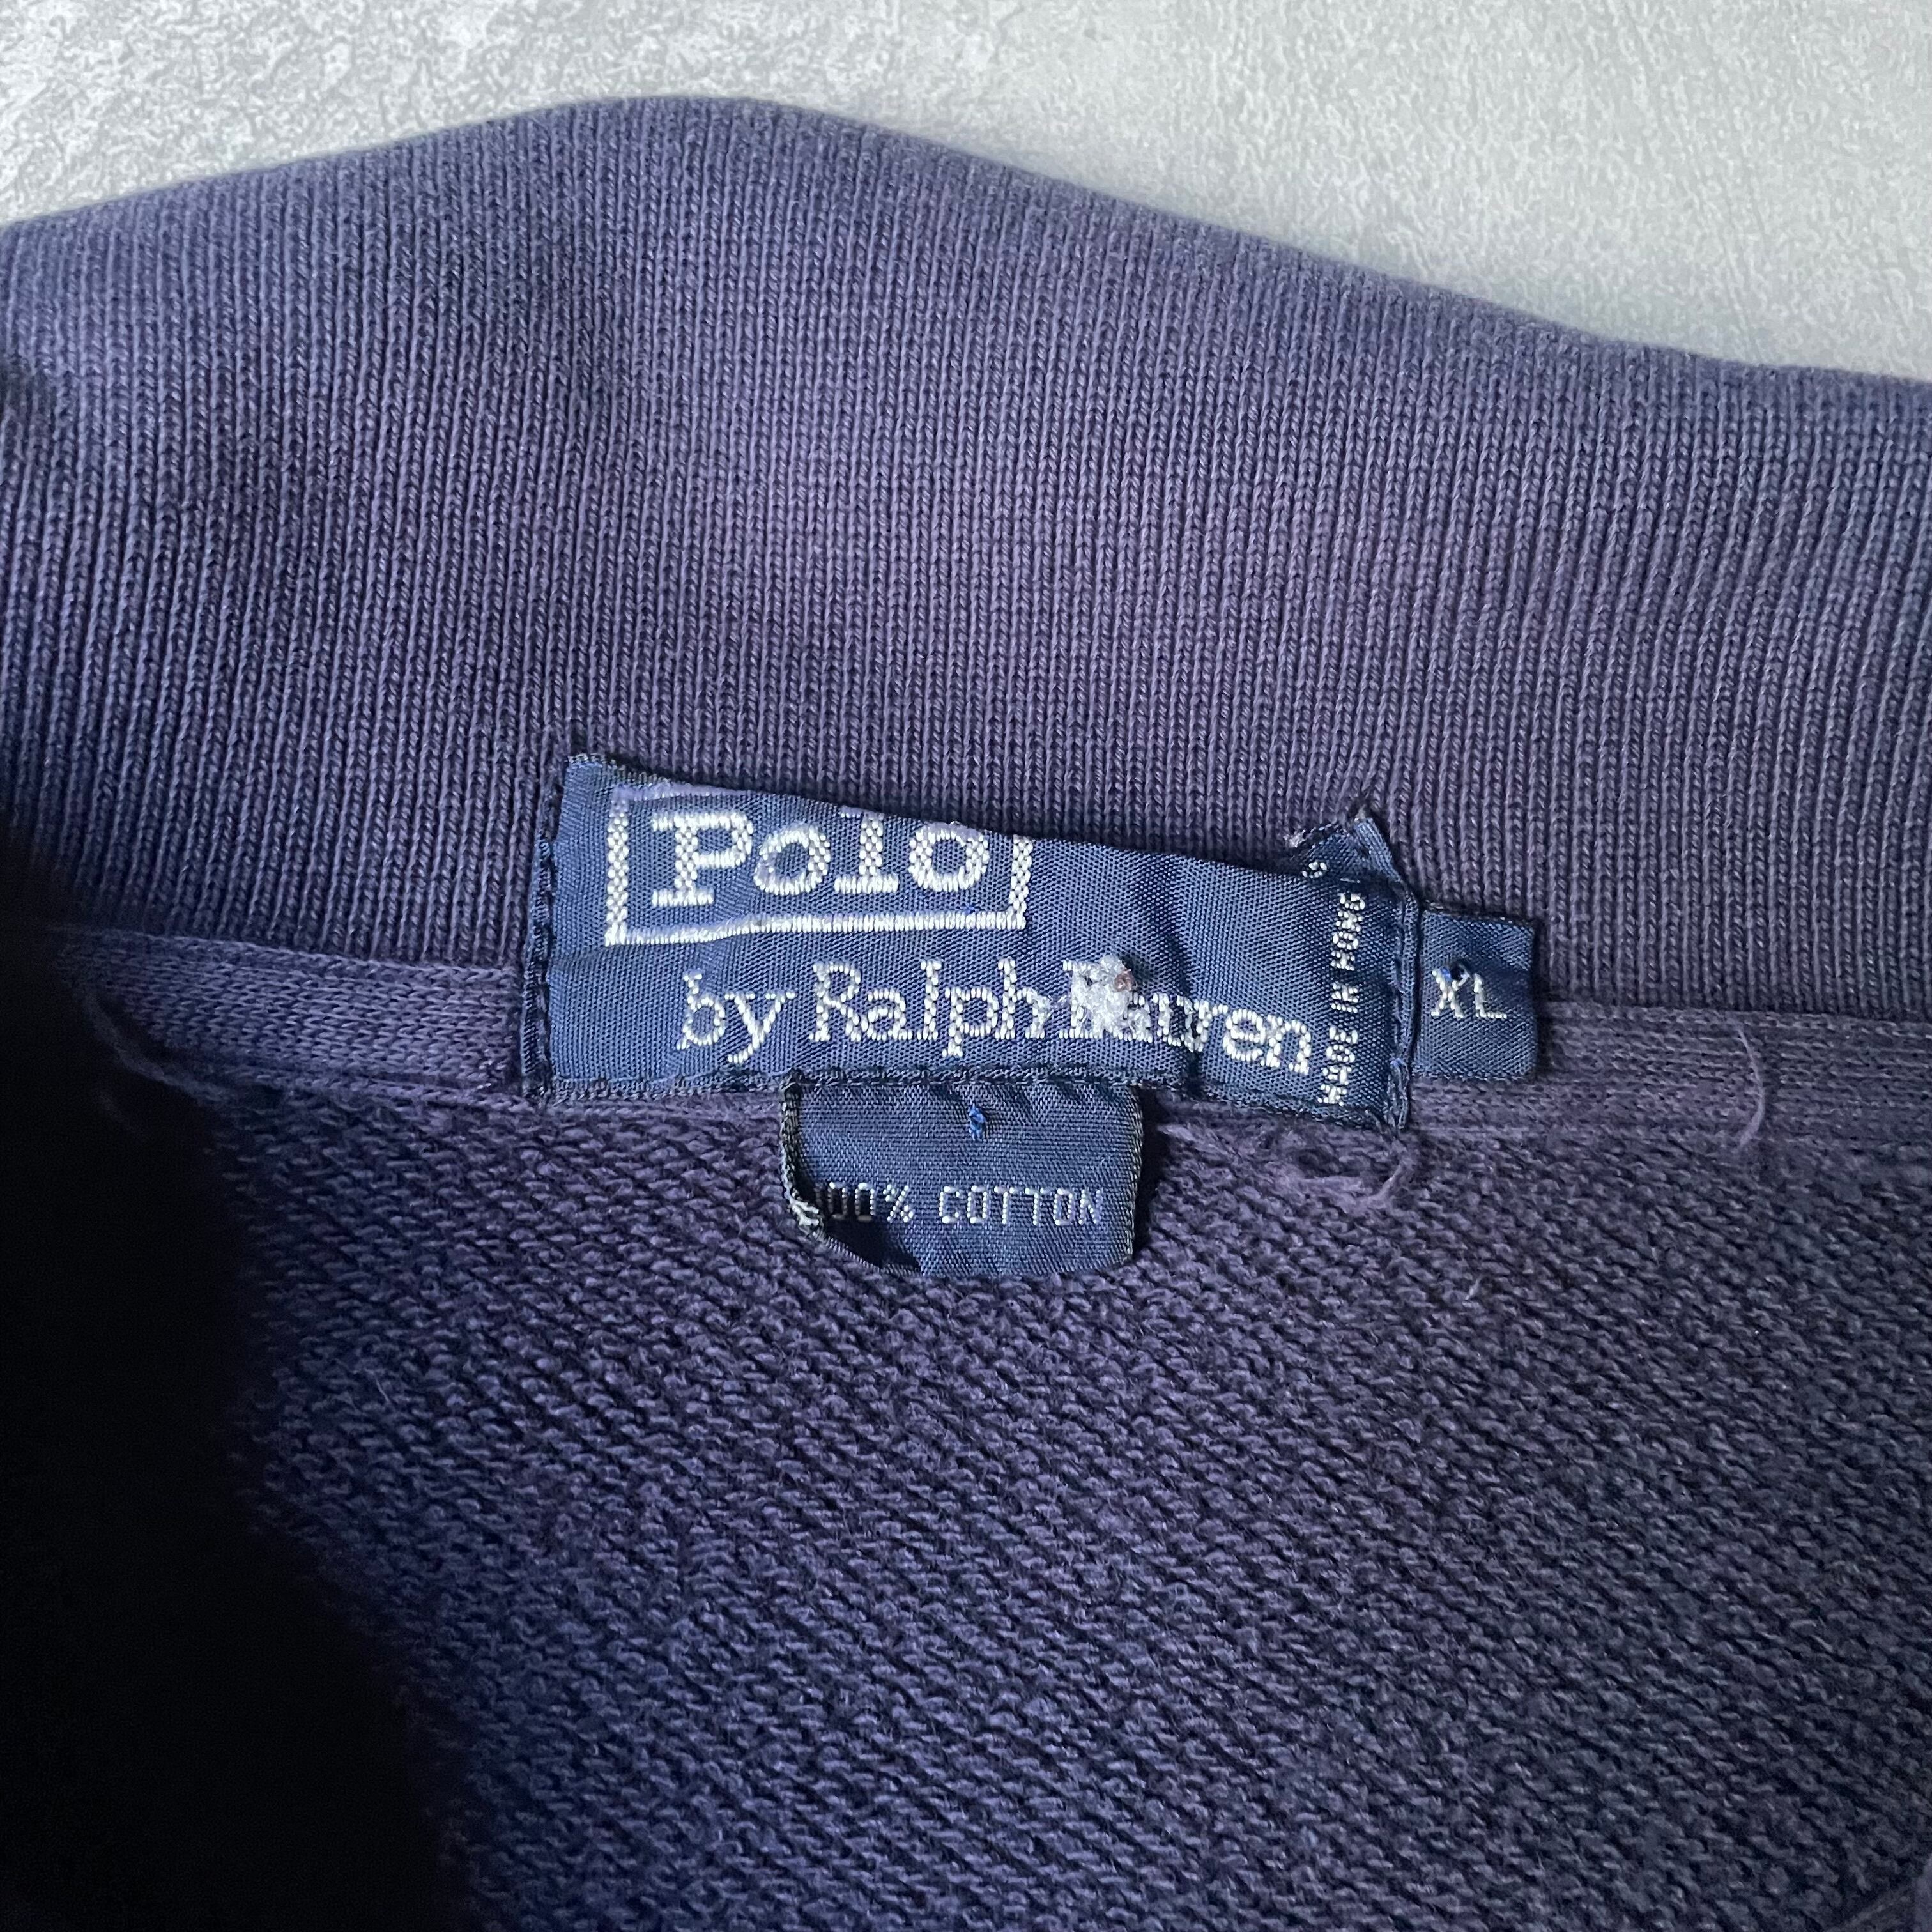 Polo
by Ralph Lauren
MADE IN HONG
XL
100% COTTON